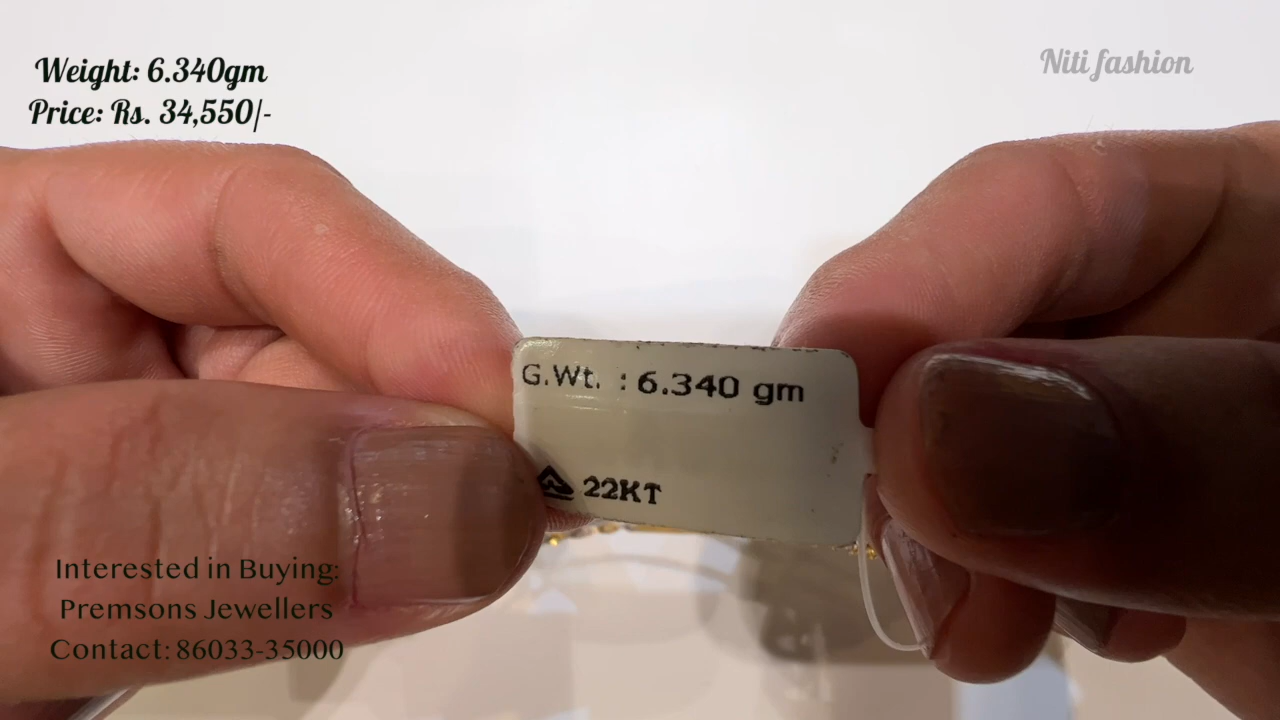 Weight: 6.340gm
Price: Rs. 34,550/-
Niti fashion
G.Wt. : 6.340 gm
22KT
Interested in Buying:
Premsons Jewellers
Contact: 86033-35000